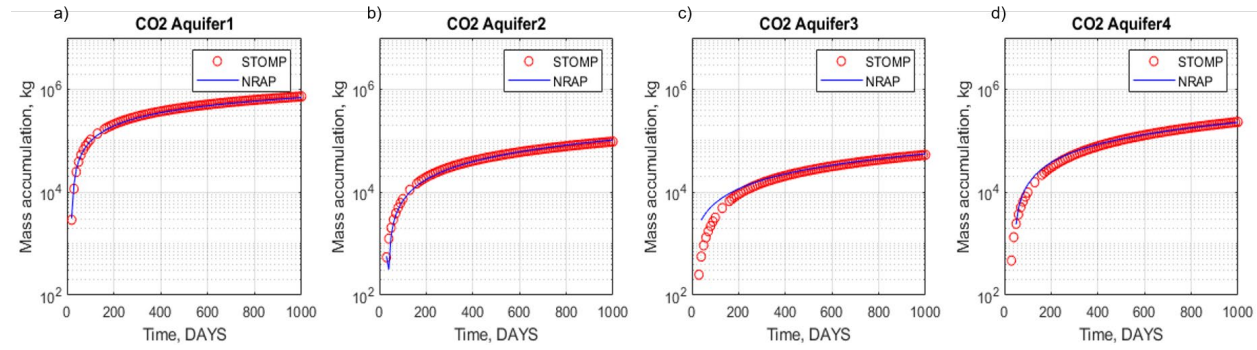 a)
CO2 Aquifer1
STOMP
NRAP
Mass accumulation, kg
10^6
10^4
10^2
0 200 400 600 800 1000
Time, DAYS
b)
CO2 Aquifer2
STOMP
NRAP
Mass accumulation, kg
10^6
10^4
10^2
0 200 400 600 800 1000
Time, DAYS
c)
CO2 Aquifer3
STOMP
NRAP
Mass accumulation, kg
10^6
10^4
10^2
0 200 400 600 800 1000
Time, DAYS
d)
CO2 Aquifer4
STOMP
NRAP
Mass accumulation, kg
10^6
10^4
10^2
0 200 400 600 800 1000
Time, DAYS